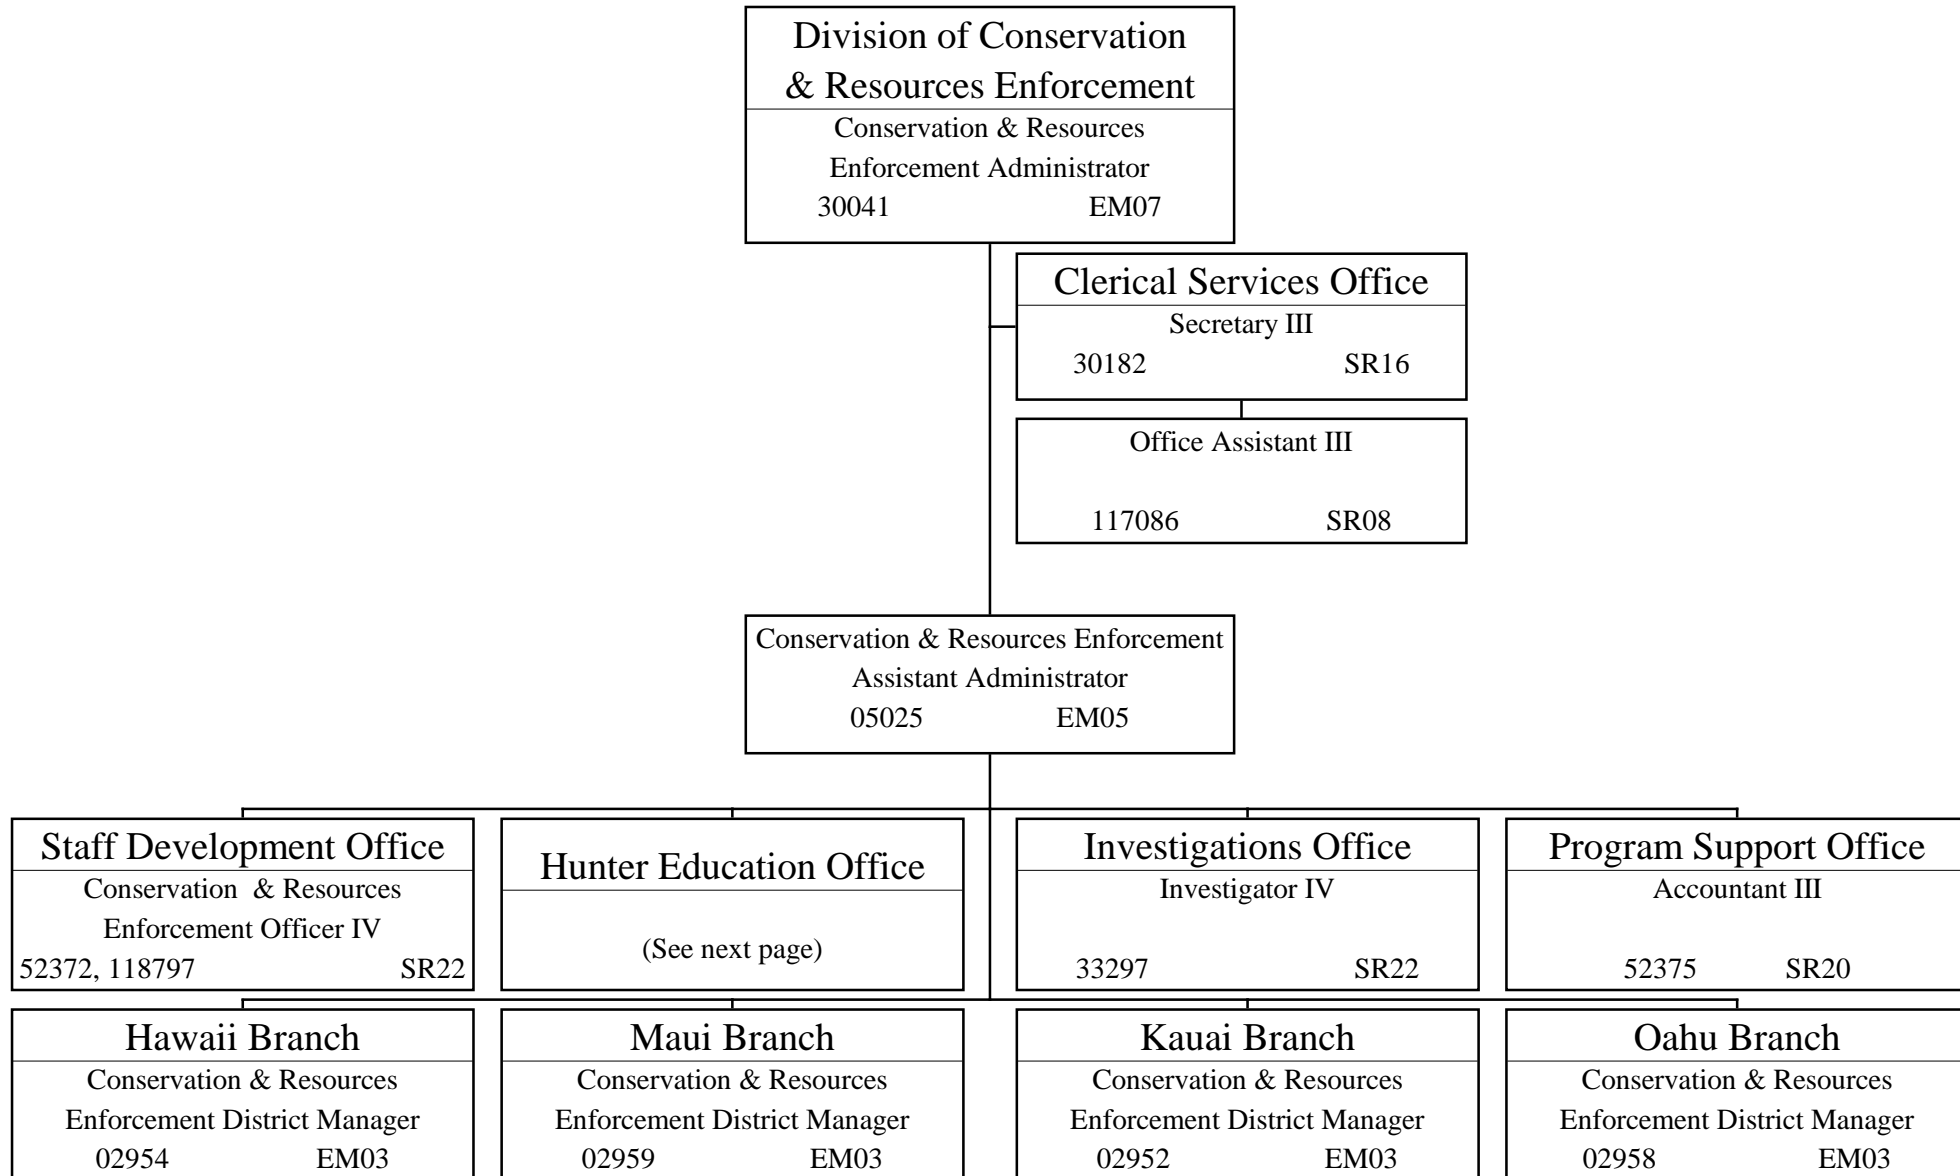 Division of Conservation
& Resources Enforcement
Conservation & Resources
Enforcement Administrator
30041 EM07
Clerical Services Office
Secretary III
30182 SR16
Office Assistant III
117086 SR08
Conservation & Resources Enforcement
Assistant Administrator
05025 EM05
Staff Development Office
Conservation & Resources
Enforcement Officer IV
52372, 118797 SR22
Hunter Education Office
(See next page)
Investigations Office
Investigator IV
33297 SR22
Program Support Office
Accountant III
52375 SR20
Hawaii Branch
Conservation & Resources
Enforcement District Manager
02954 EM03
Maui Branch
Conservation & Resources
Enforcement District Manager
02959 EM03
Kauai Branch
Conservation & Resources
Enforcement District Manager
02952 EM03
Oahu Branch
Conservation & Resources
Enforcement District Manager
02958 EM03